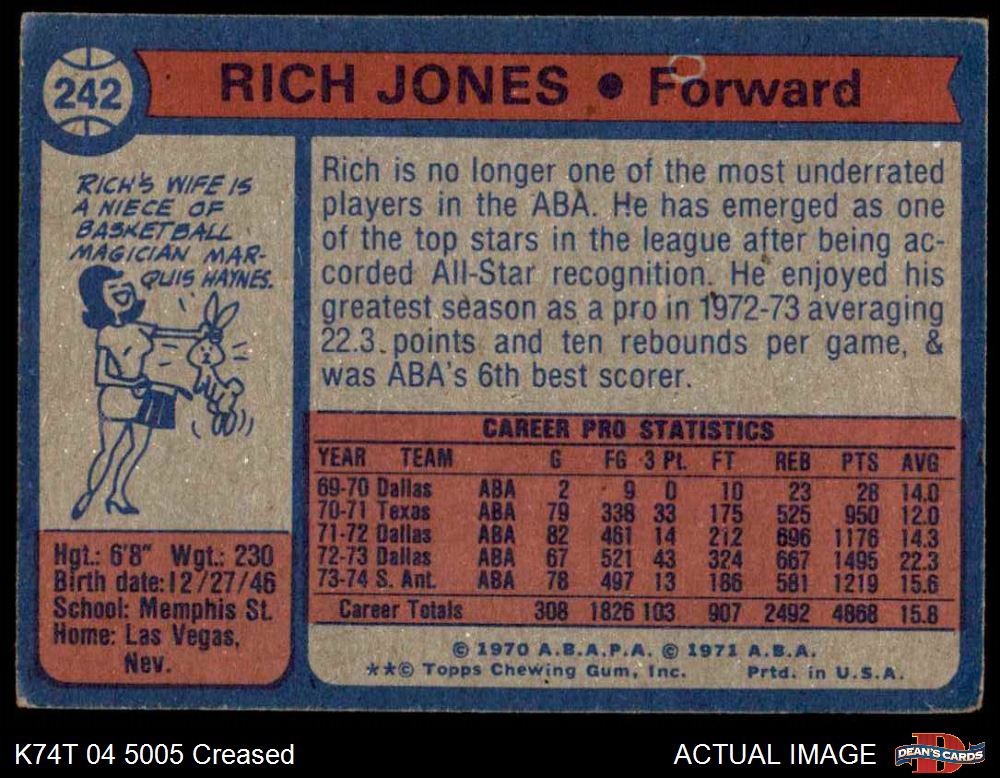 242
RICH JONES • Forward
RICH'S WIFE IS
A NIECE OF
BASKETBALL
MAGICIAN MAR-
QUIS HAYNES.
Rich is no longer one of the most underrated
players in the ABA. He has emerged as one
of the top stars in the league after being ac-
corded All-Star recognition. He enjoyed his
greatest season as a pro in 1972-73 averaging
22.3 points and ten rebounds per game, &
was ABA's 6th best scorer.
Hgt.: 6'8" Wgt.: 230
Birth date: 12/27/46
School: Memphis St.
Home: Las Vegas,
Nev.
CAREER PRO STATISTICS
YEAR TEAM G FG 3 Pt. FT REB PTS AVG
69-70 Dallas ABA 2 9 0 10 23 28 14.0
70-71 Texas ABA 79 338 33 175 525 950 12.0
71-72 Dallas ABA 82 461 14 212 696 1176 14.3
72-73 Dallas ABA 67 521 43 324 667 1495 22.3
73-74 S. Ant. ABA 78 497 13 186 581 1219 15.6
Career Totals 308 1826 103 907 2492 4868 15.8
© 1970 A.B.A.P.A. © 1971 A.B.A.
**© Topps Chewing Gum, Inc. Prtd. in U.S.A.
K74T 04 5005 Creased
ACTUAL IMAGE
DEAN'S CARDS